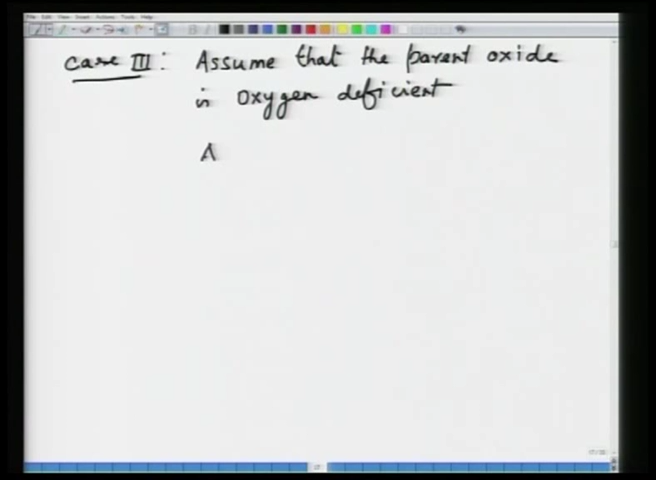 Case III : Assume that the parent oxide
is oxygen deficient
A